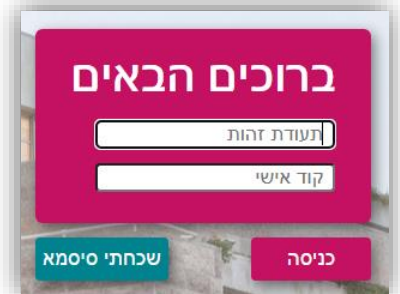 ברוכים הבאים
תעודת זהות
קוד אישי
כניסה
שכחתי סיסמא